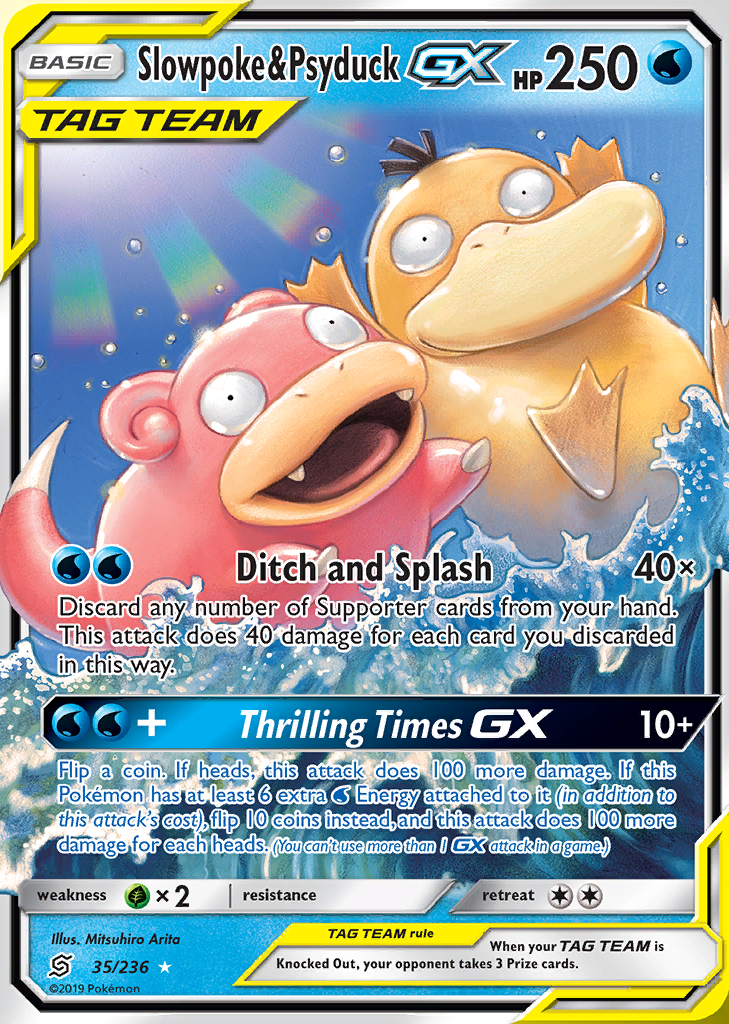 BASIC Slowpoke&Psyduck GX HP 250
TAG TEAM
Ditch and Splash 40×
Discard any number of Supporter cards from your hand.
This attack does 40 damage for each card you discarded
in this way.
+ Thrilling Times GX 10+
Flip a coin. If heads, this attack does 100 more damage. If this
Pokémon has at least 6 extra Energy attached to it (in addition to
this attack's cost), flip 10 coins instead, and this attack does 100 more
damage for each heads. (You can't use more than 1 GX attack in a game.)
weakness ×2 resistance retreat
Illus. Mitsuhiro Arita
TAG TEAM rule
When your TAG TEAM is
Knocked Out, your opponent takes 3 Prize cards.
35/236
©2019 Pokémon